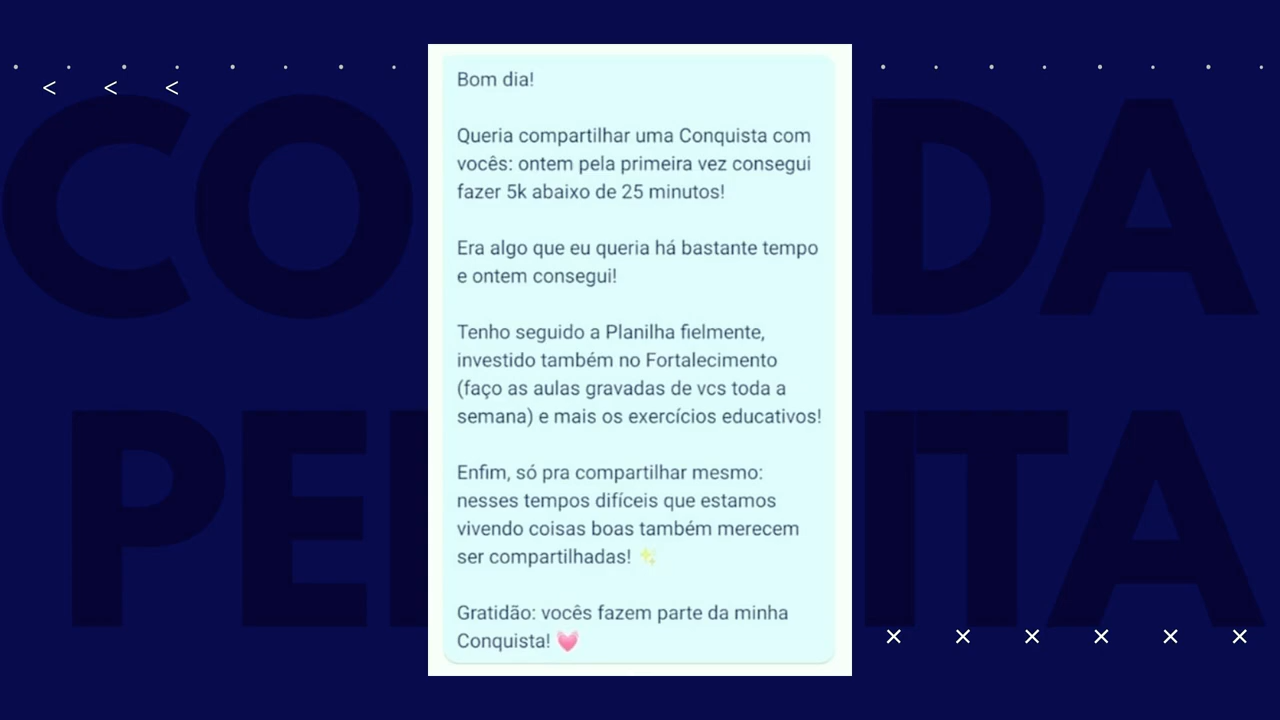 Bom dia!
Queria compartilhar uma Conquista com
vocês: ontem pela primeira vez consegui
fazer 5k abaixo de 25 minutos!
Era algo que eu queria há bastante tempo
e ontem consegui!
Tenho seguido a Planilha fielmente,
investido também no Fortalecimento
(faço as aulas gravadas de vcs toda a
semana) e mais os exercícios educativos!
Enfim, só pra compartilhar mesmo:
nesses tempos difíceis que estamos
vivendo coisas boas também merecem
ser compartilhadas! ✨
Gratidão: vocês fazem parte da minha
Conquista! 💓